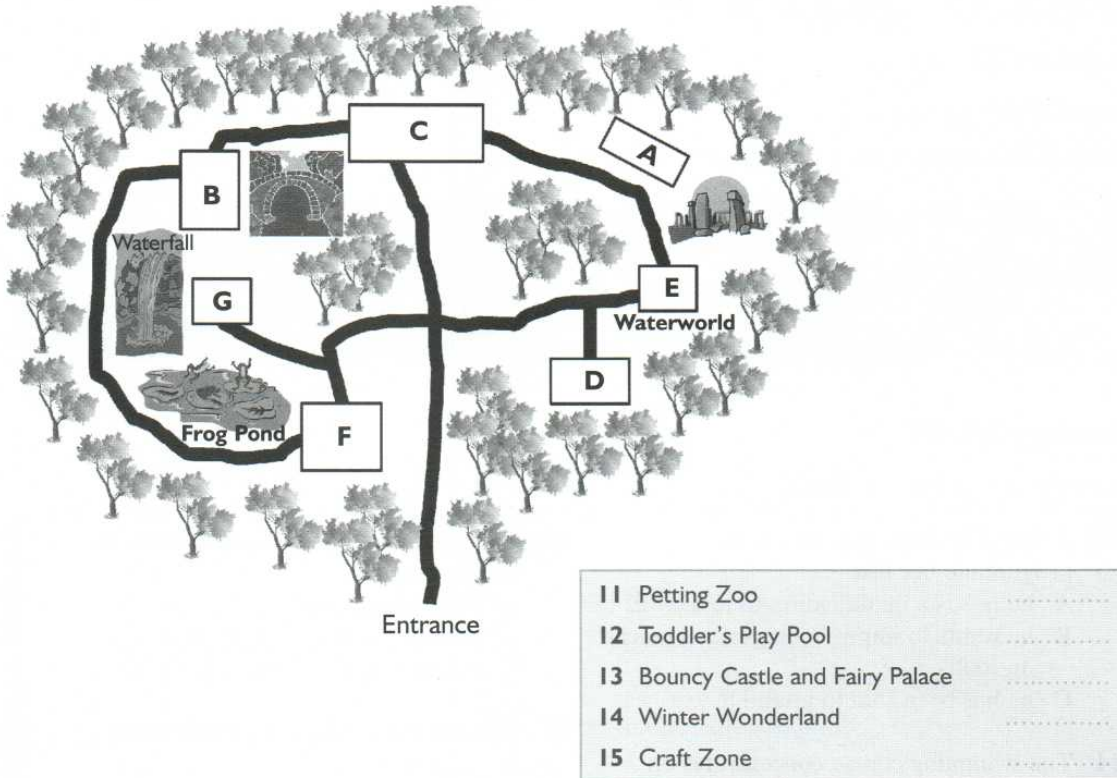 C
A
B
Waterfall
G
E
Waterworld
D
Frog Pond
F
Entrance
11 Petting Zoo ............
12 Toddler's Play Pool ............
13 Bouncy Castle and Fairy Palace ............
14 Winter Wonderland ............
15 Craft Zone ............